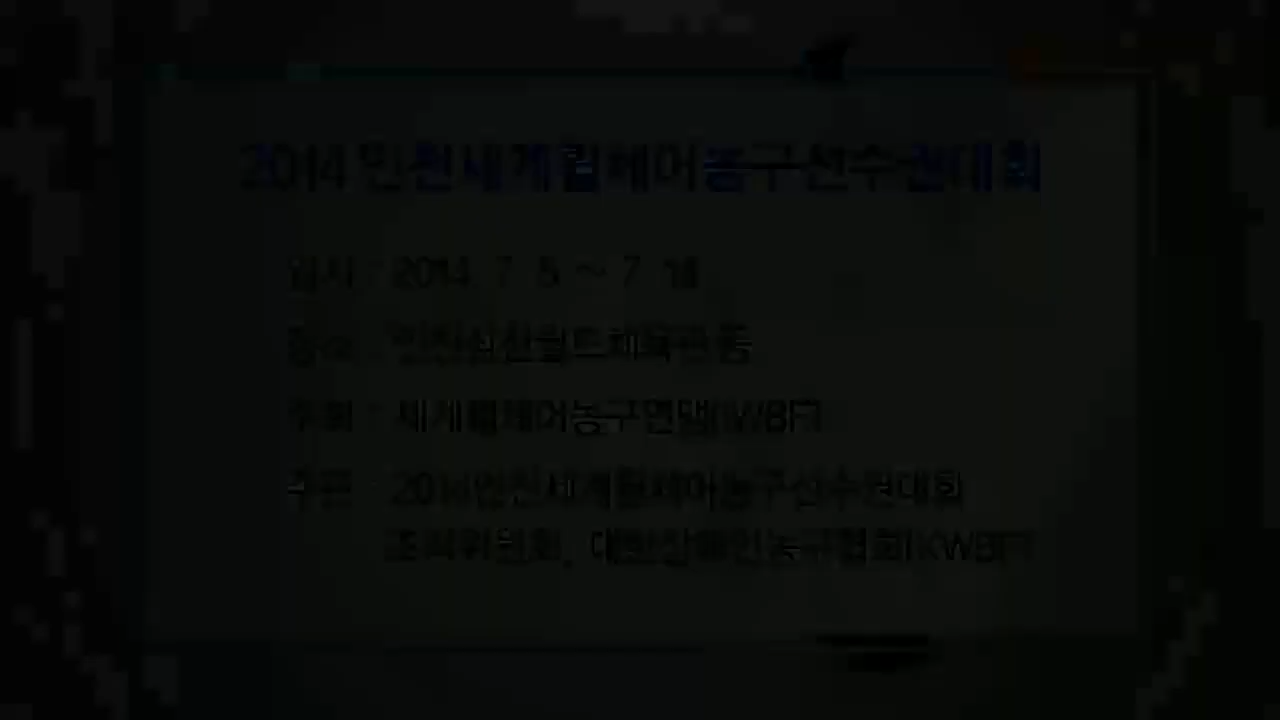 2014 인천세계휠체어농구선수권대회
일시 : 2014. 7. 5 ~ 7.
장소 : 인천삼산월드체육관
주최 : 세계휠체어농구연맹(IWBF)
주관 : 2014인천세계휠체어농구선수권대회
조직위원회, 대한장애인농구협회(KWBF)